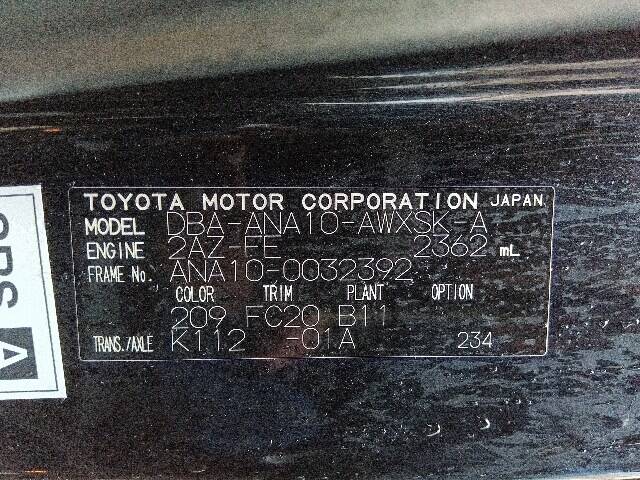 TOYOTA MOTOR CORPORATION JAPAN
MODEL DBA-ANA10-AWXSK-A
ENGINE 2AZ-FE 2362 mL
FRAME No. ANA10-0032392
COLOR TRIM PLANT OPTION
209 FC20 B11
TRANS./AXLE K112 -01A 234
A